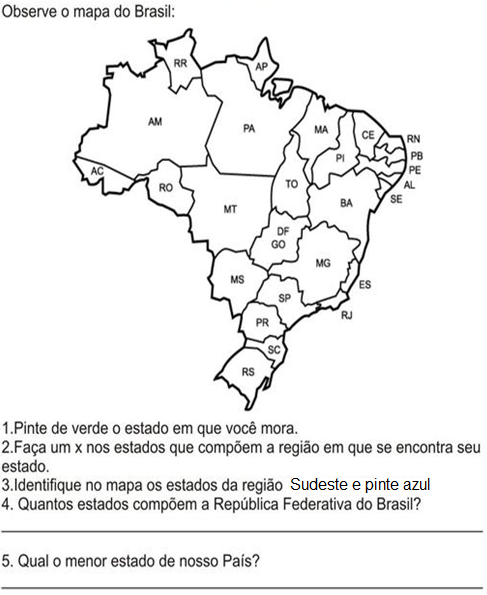 Observe o mapa do Brasil:
RR
AP
AM
PA
MA
CE
RN
PB
PE
AL
SE
PI
AC
RO
TO
BA
MT
DF
GO
MG
MS
ES
SP
RJ
PR
SC
RS
1.Pinte de verde o estado em que você mora.
2.Faça um x nos estados que compõem a região em que se encontra seu
estado.
3.Identifique no mapa os estados da região Sudeste e pinte azul
4. Quantos estados compõem a República Federativa do Brasil?
5. Qual o menor estado de nosso País?